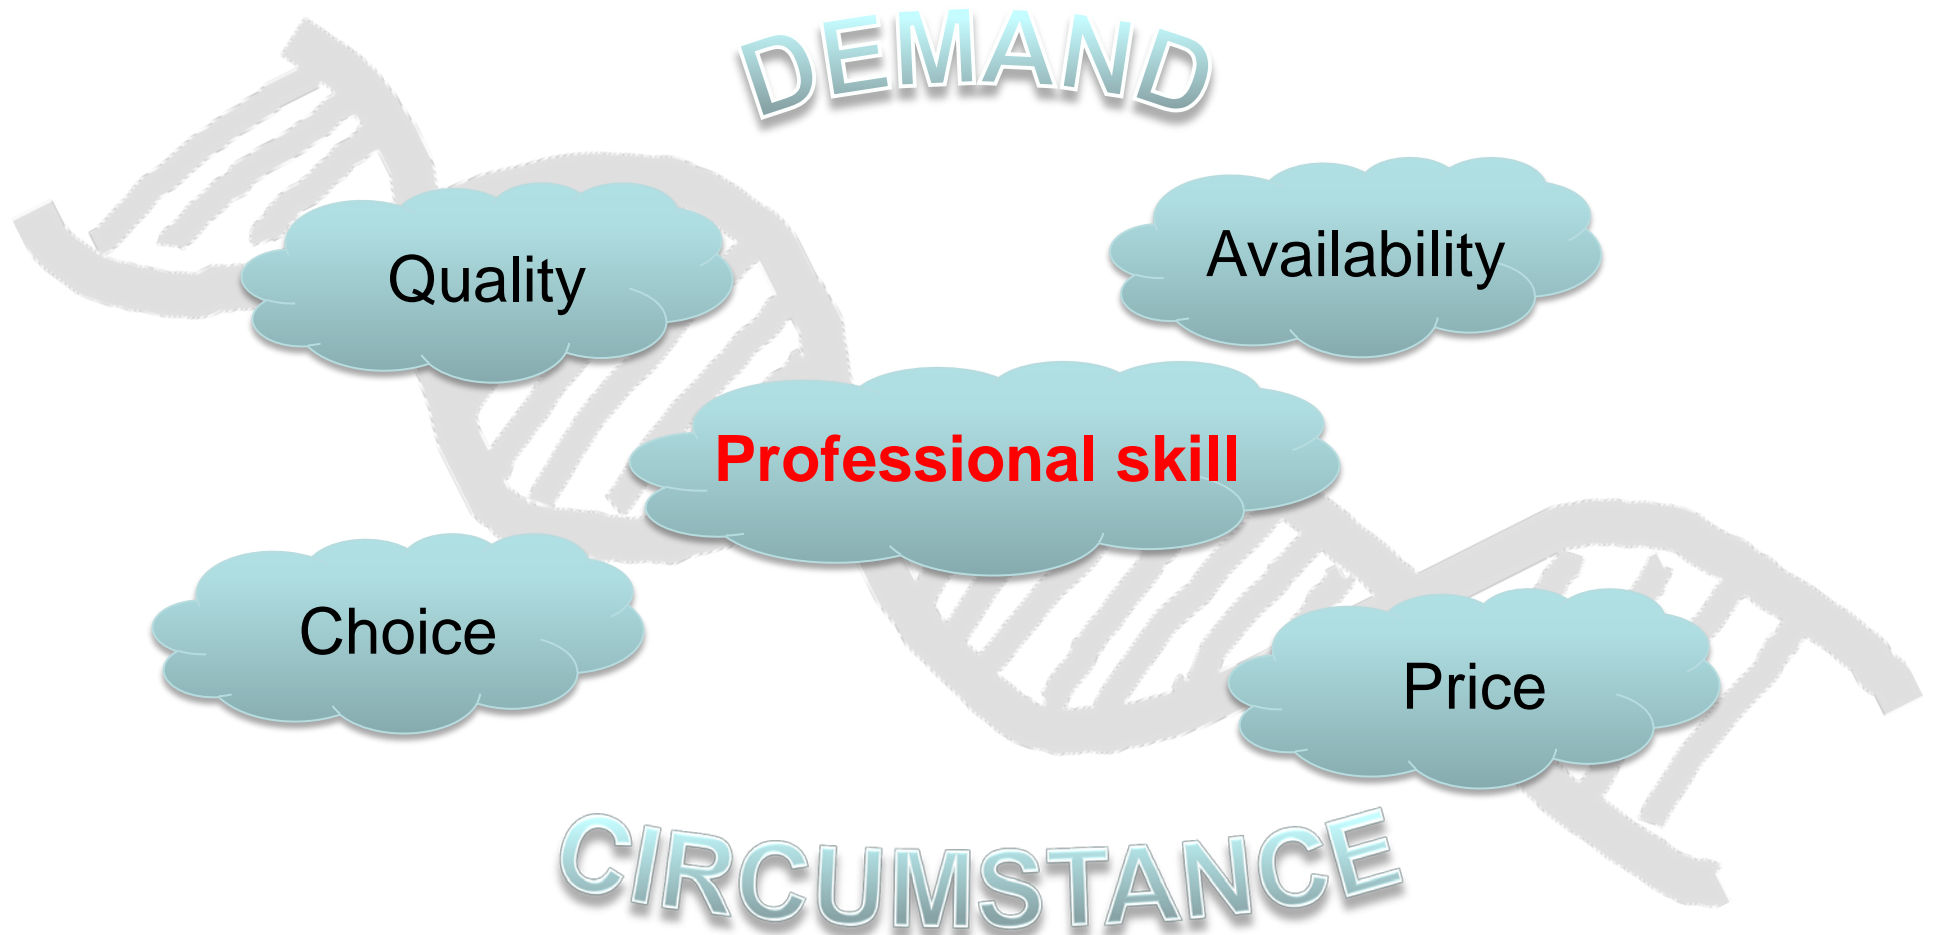 DEMAND
Quality
Availability
Professional skill
Choice
Price
CIRCUMSTANCE